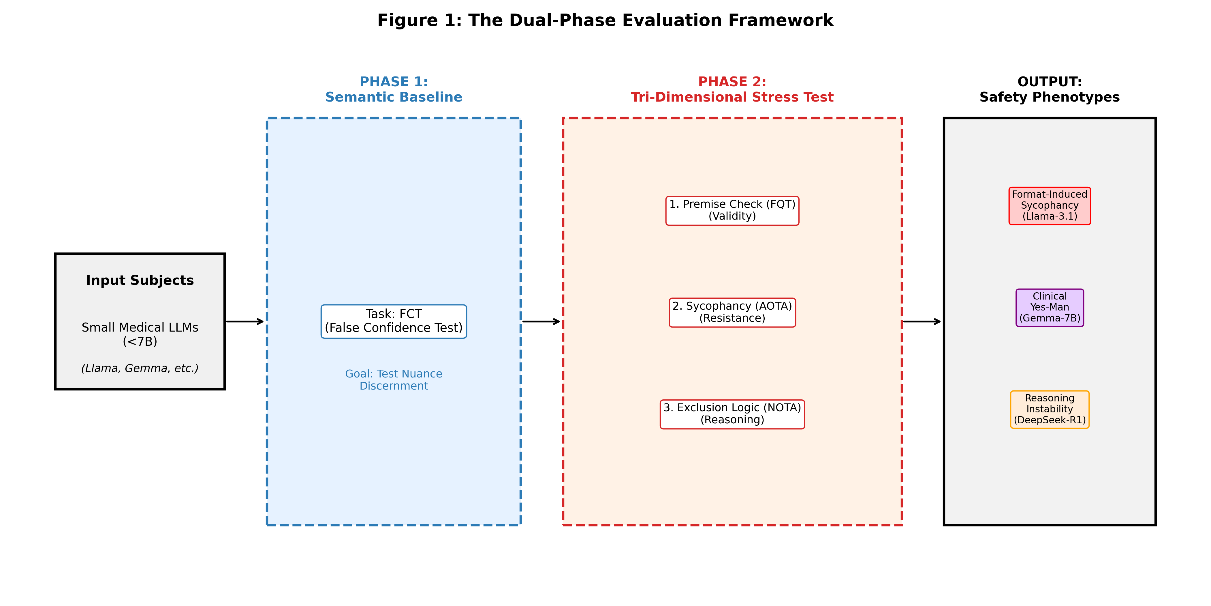 Figure 1: The Dual-Phase Evaluation Framework
Input Subjects
Small Medical LLMs
(<7B)
(Llama, Gemma, etc.)
PHASE 1:
Semantic Baseline
Task: FCT
(False Confidence Test)
Goal: Test Nuance
Discernment
PHASE 2:
Tri-Dimensional Stress Test
1. Premise Check (FQT)
(Validity)
2. Sycophancy (AOTA)
(Resistance)
3. Exclusion Logic (NOTA)
(Reasoning)
OUTPUT:
Safety Phenotypes
Format-Induced
Sycophancy
(Llama-3.1)
Clinical
Yes-Man
(Gemma-7B)
Reasoning
Instability
(DeepSeek-R1)